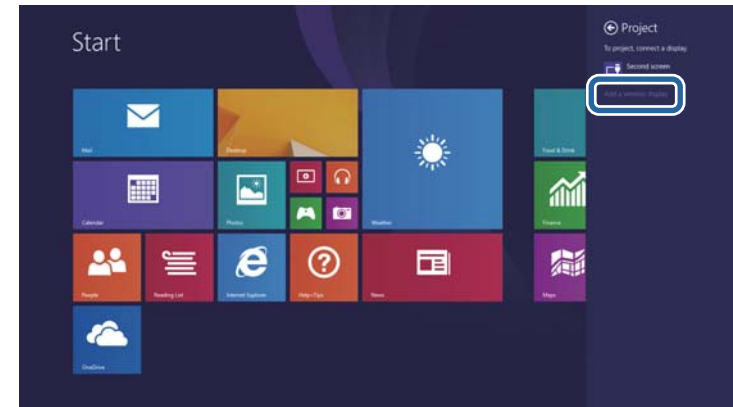 Start
Project
To project, connect a display
Second screen
Add a wireless display
Mail
Desktop
Weather
Food & Drink
Calendar
Photos
Finance
People
Reading List
Internet Explorer
Help+Tips
News
Maps
OneDrive